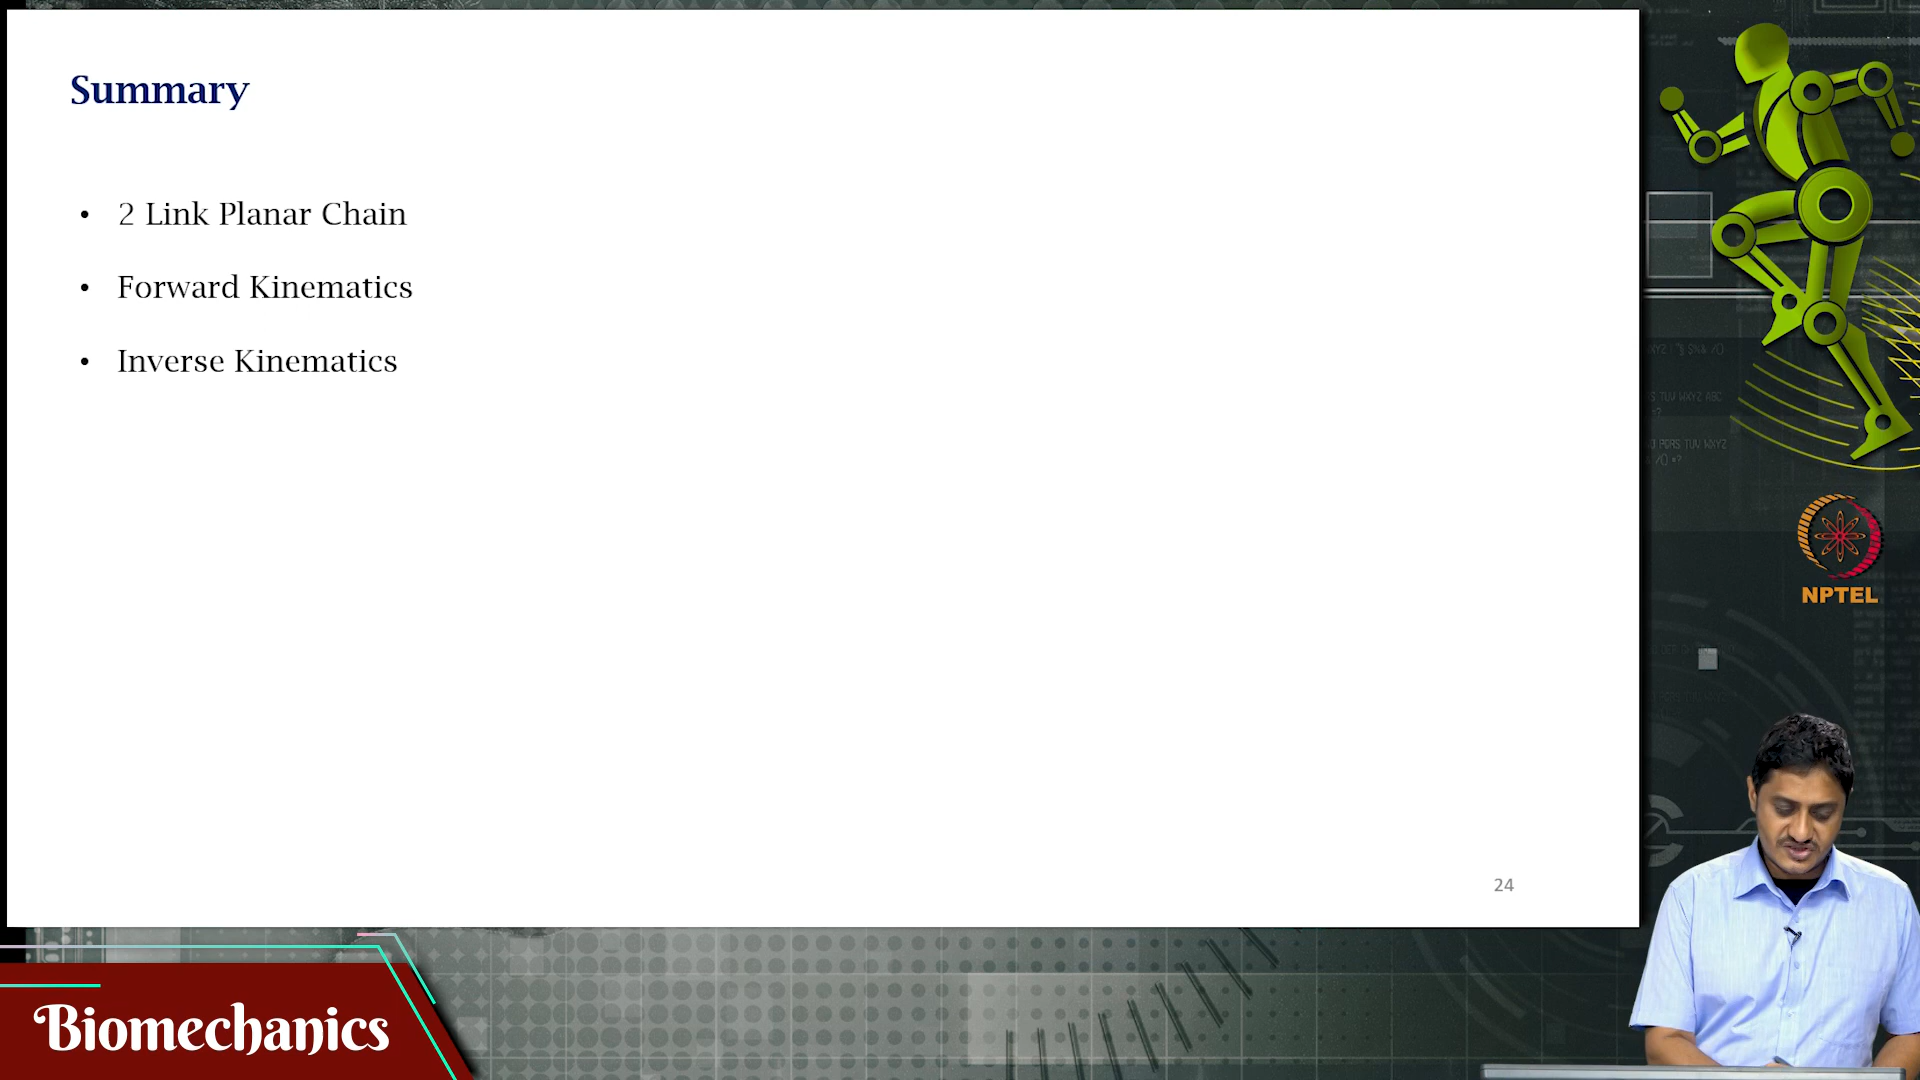 Summary
• 2 Link Planar Chain
• Forward Kinematics
• Inverse Kinematics
24
NPTEL
Biomechanics